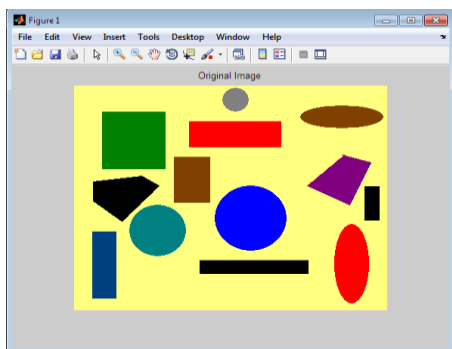 Figure 1
File Edit View Insert Tools Desktop Window Help
Original Image